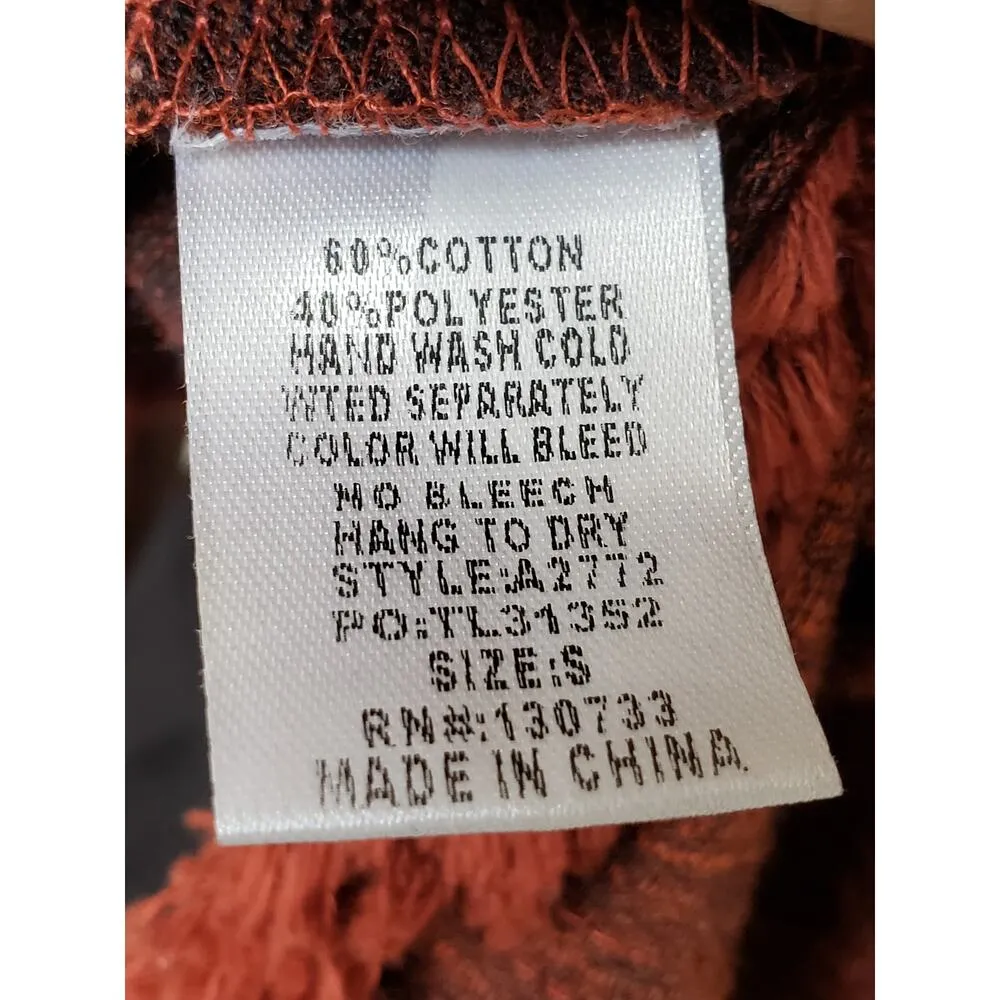 60%COTTON
40%POLYESTER
HAND WASH COLD
WTED SEPARATELY
COLOR WILL BLEED
NO BLEECH
HANG TO DRY
STYLE:A2772
PO:TL31352
SIZE:S
RN#:130733
MADE IN CHINA